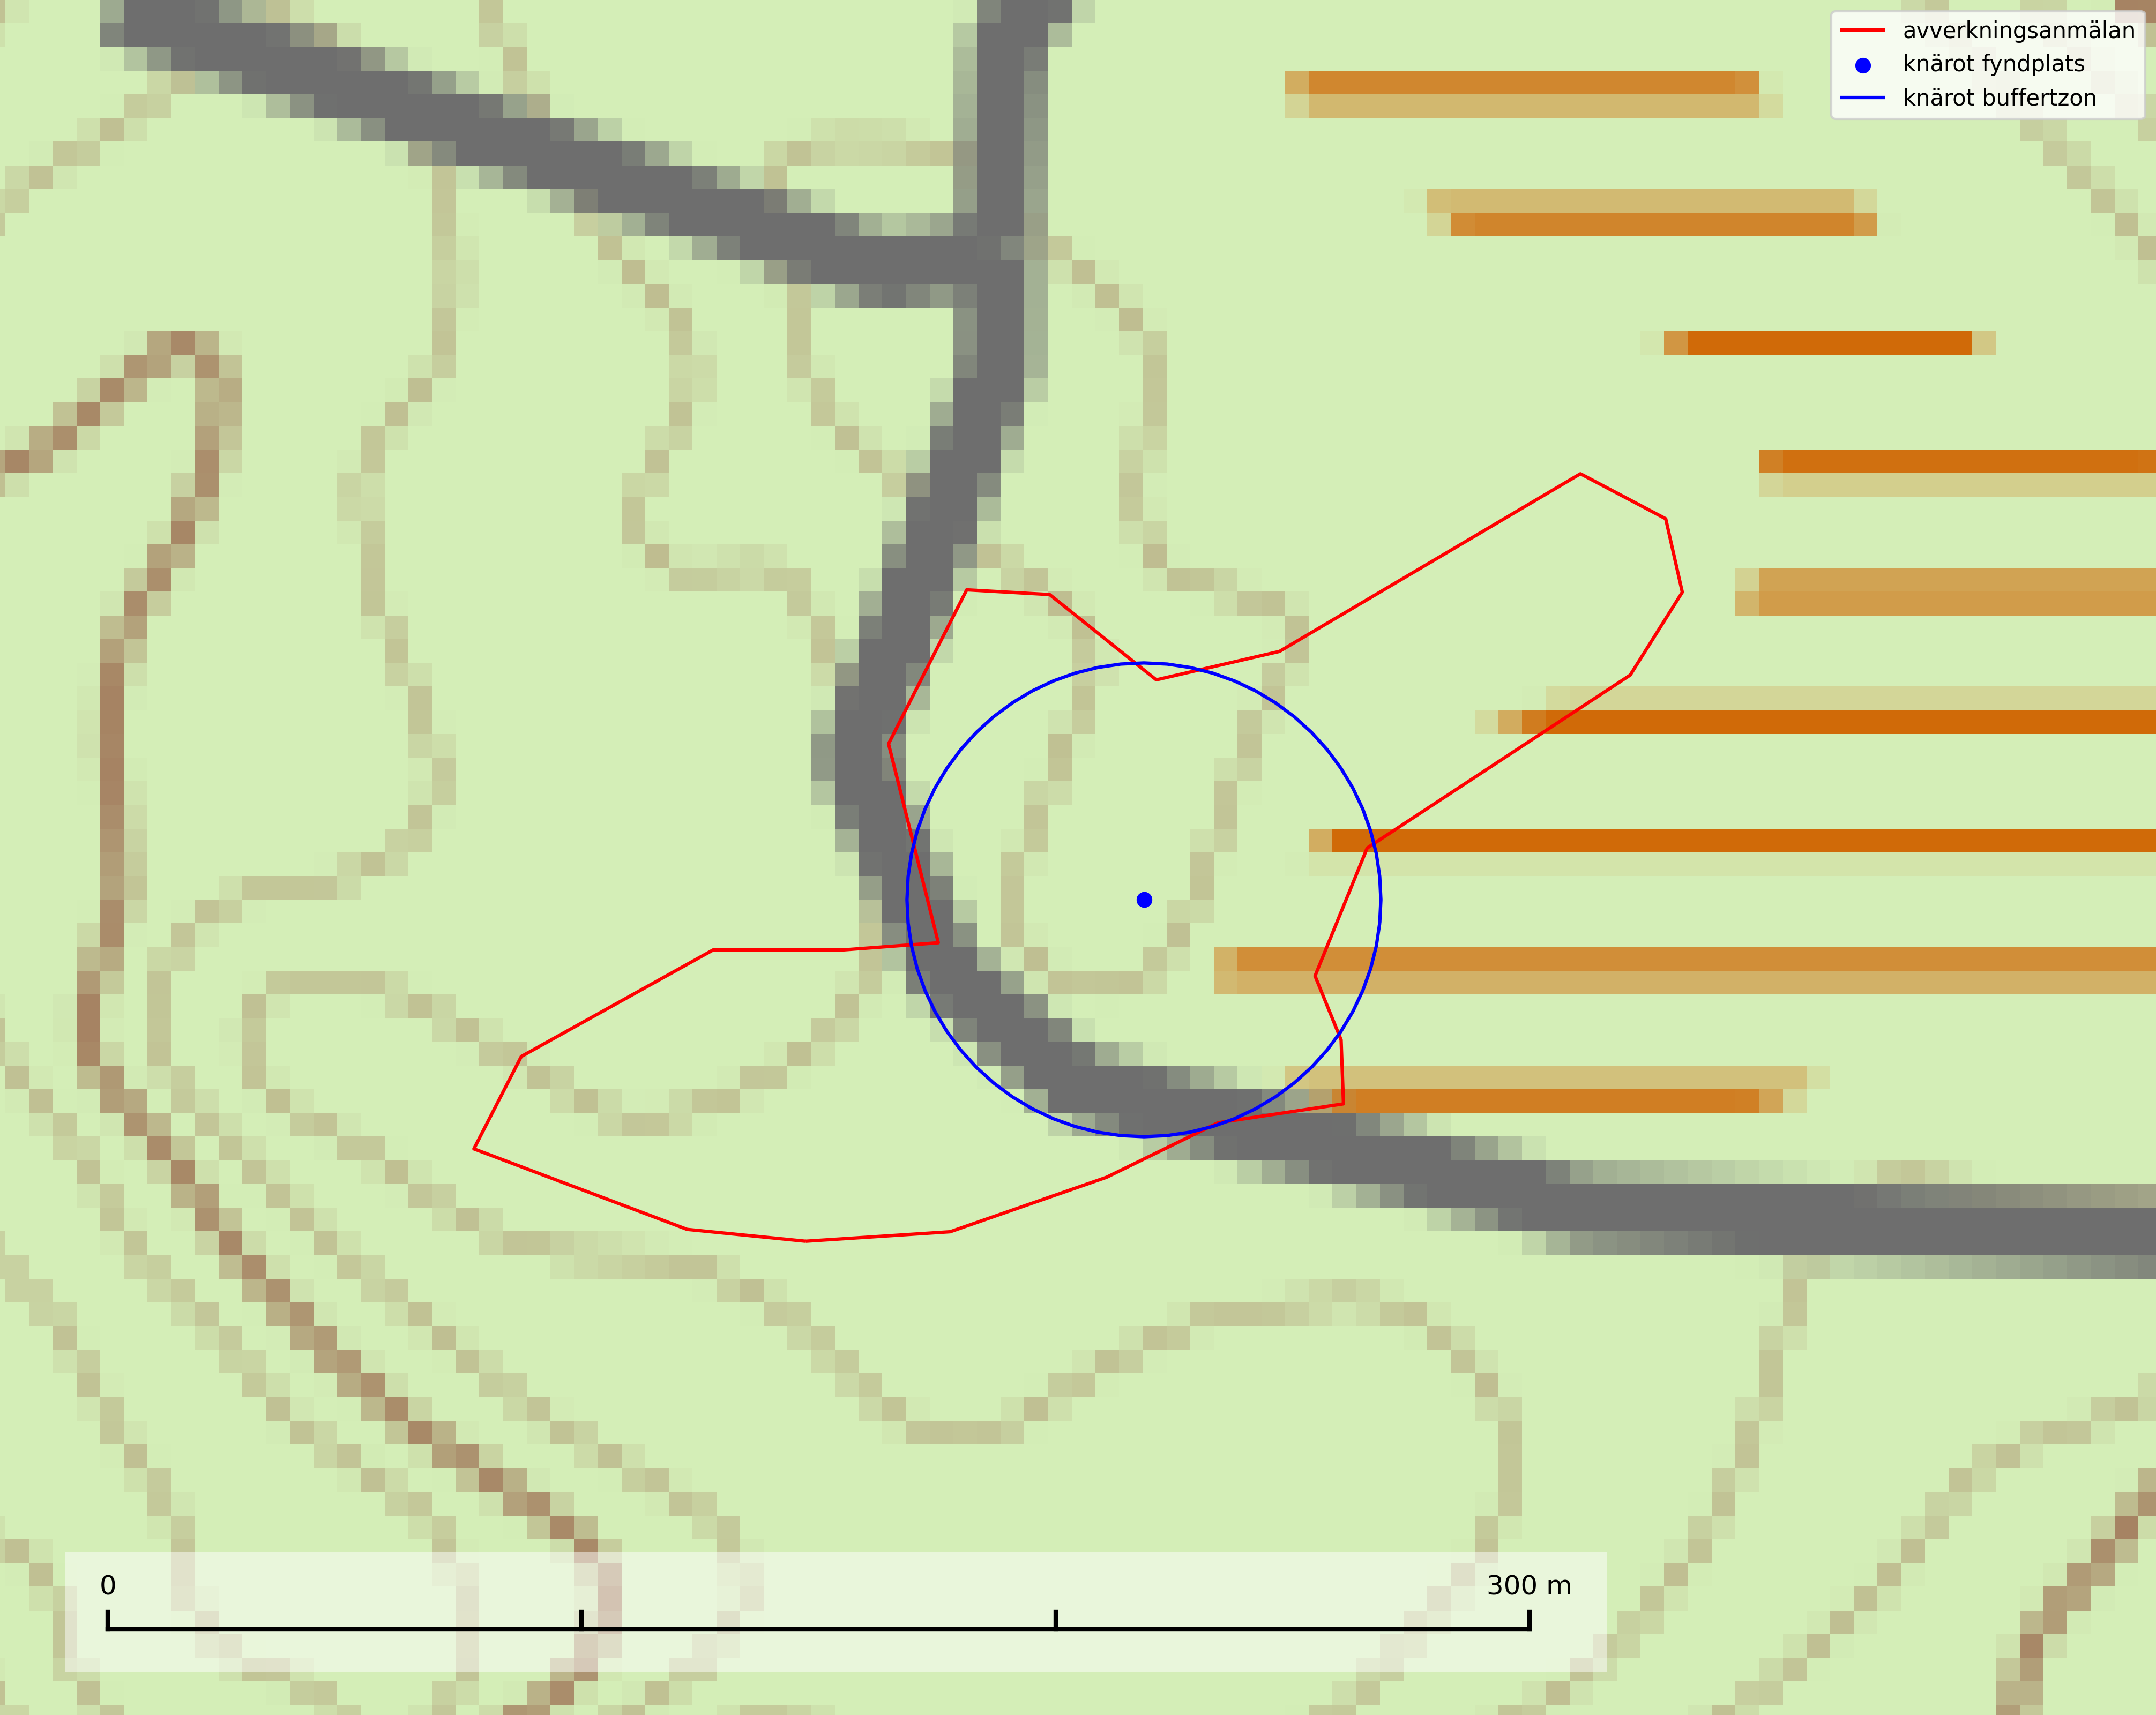 avverkningsanmälan
knärot fyndplats
knärot buffertzon
0
300 m